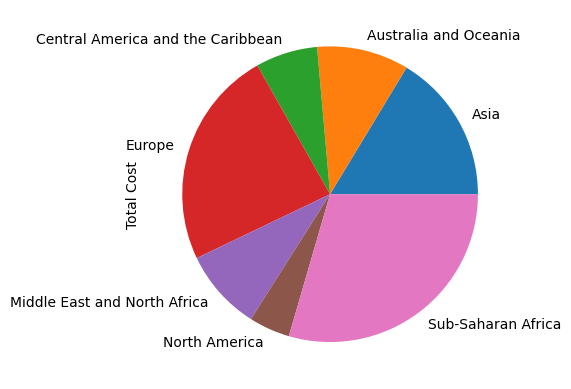 Central America and the Caribbean
Australia and Oceania
Asia
Europe
Total Cost
Middle East and North Africa
North America
Sub-Saharan Africa